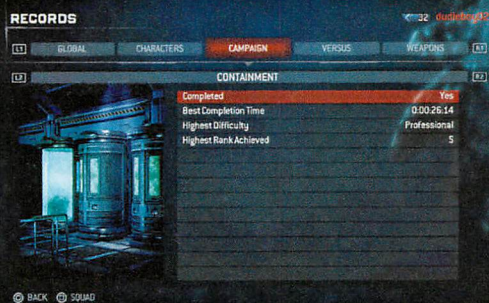 RECORDS
32
L1 GLOBAL CHARACTERS CAMPAIGN VERSUS WEAPONS R1
L2 CONTAINMENT R2
Completed Yes
Best Completion Time 0:00:26:14
Highest Difficulty Professional
Highest Rank Achieved S
BACK SQUAD